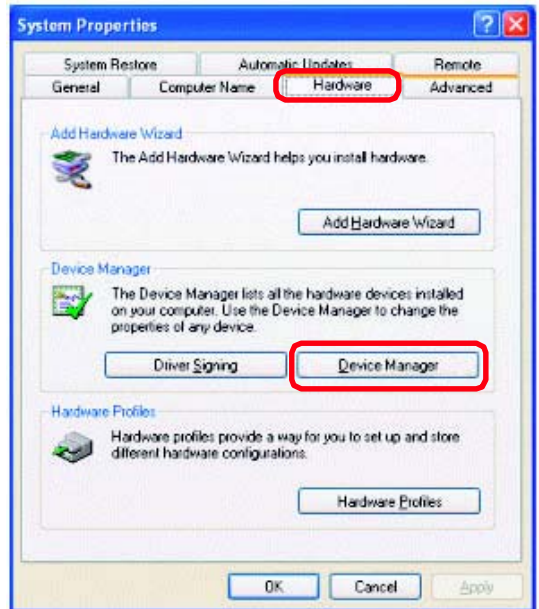 System Properties
System Restore Automatic Updates Remote
General Computer Name Hardware Advanced
Add Hardware Wizard
The Add Hardware Wizard helps you install hardware.
Add Hardware Wizard
Device Manager
The Device Manager lists all the hardware devices installed
on your computer. Use the Device Manager to change the
properties of any device.
Driver Signing Device Manager
Hardware Profiles
Hardware profiles provide a way for you to set up and store
different hardware configurations.
Hardware Profiles
OK Cancel Apply